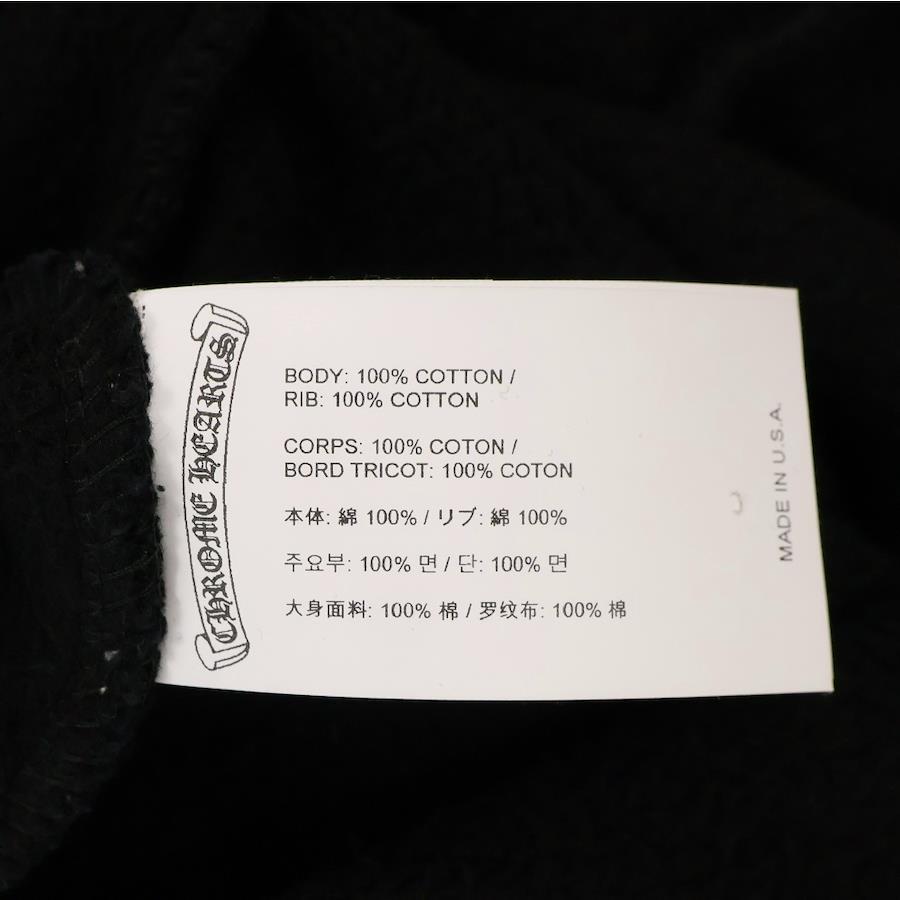 CHROME HEARTS
BODY: 100% COTTON /
RIB: 100% COTTON
CORPS: 100% COTON /
BORD TRICOT: 100% COTON
本体: 綿 100% / リブ: 綿 100%
주요부: 100% 면 / 단: 100% 면
大身面料: 100% 棉 / 罗纹布: 100% 棉
MADE IN U.S.A.